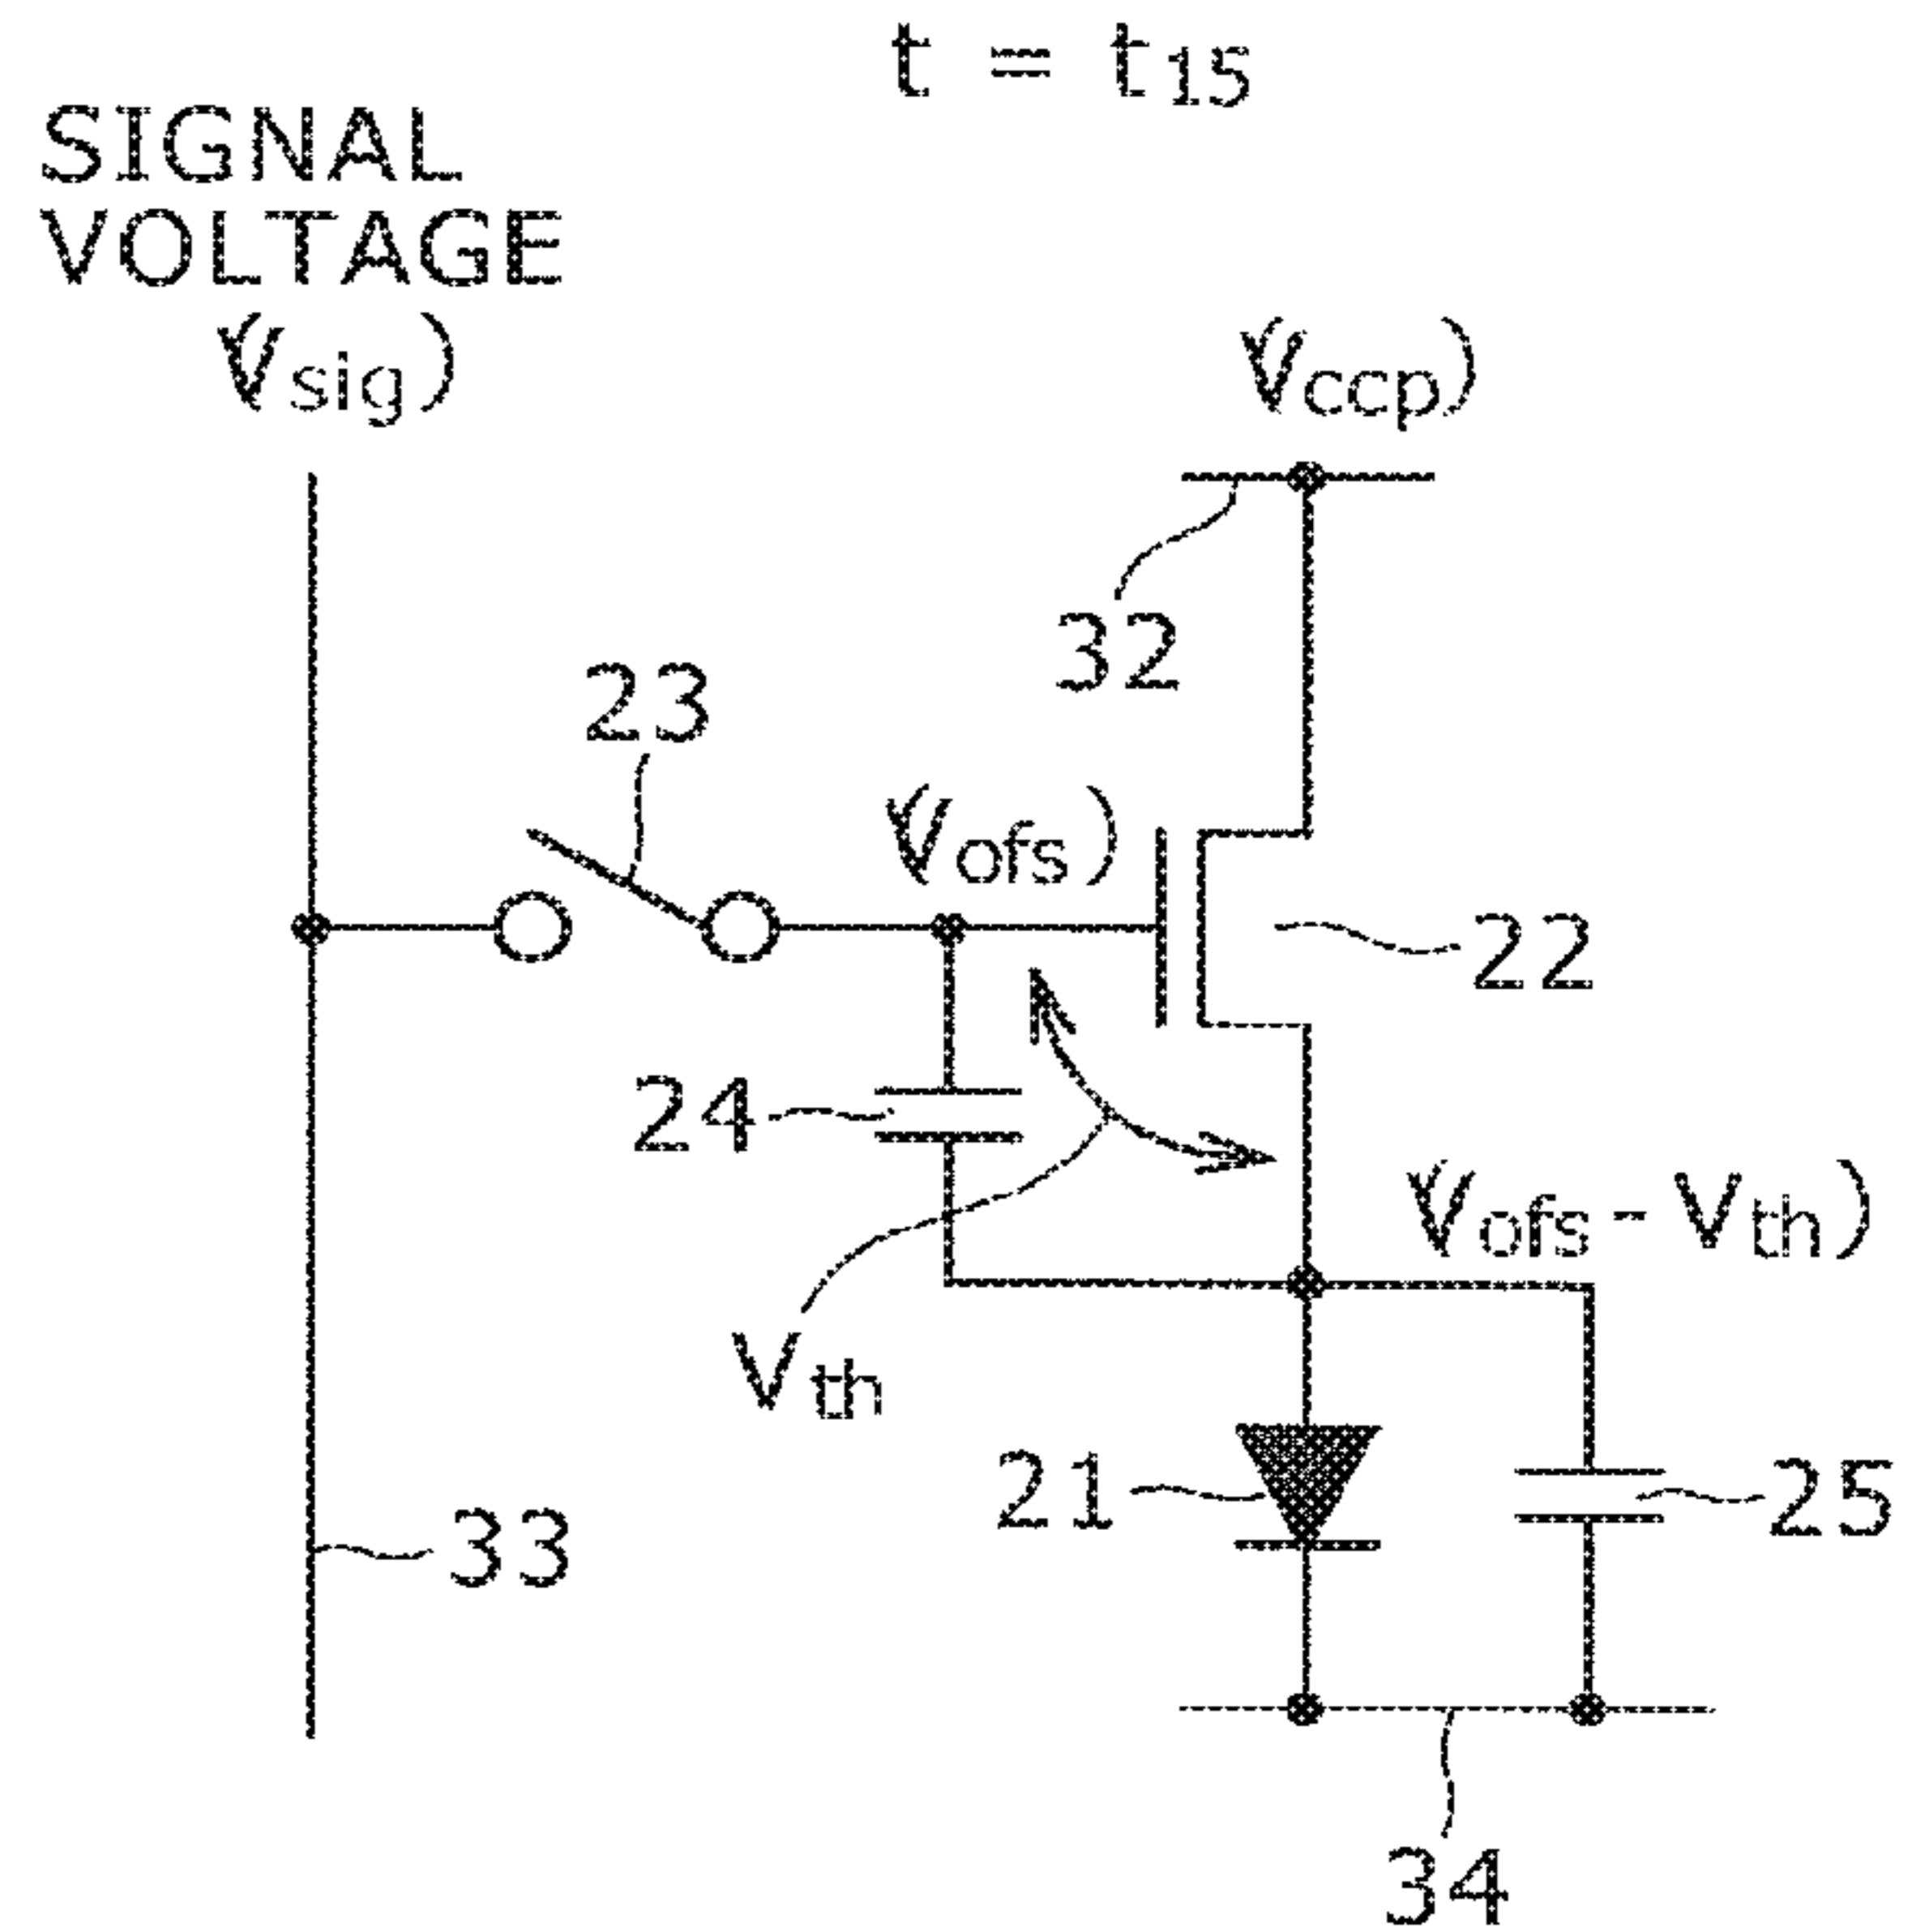 t = t15
SIGNAL
VOLTAGE
(Vsig)
(Vccp)
32
23
(Vofs)
22
24
(Vofs - Vth)
Vth
21
25
33
34